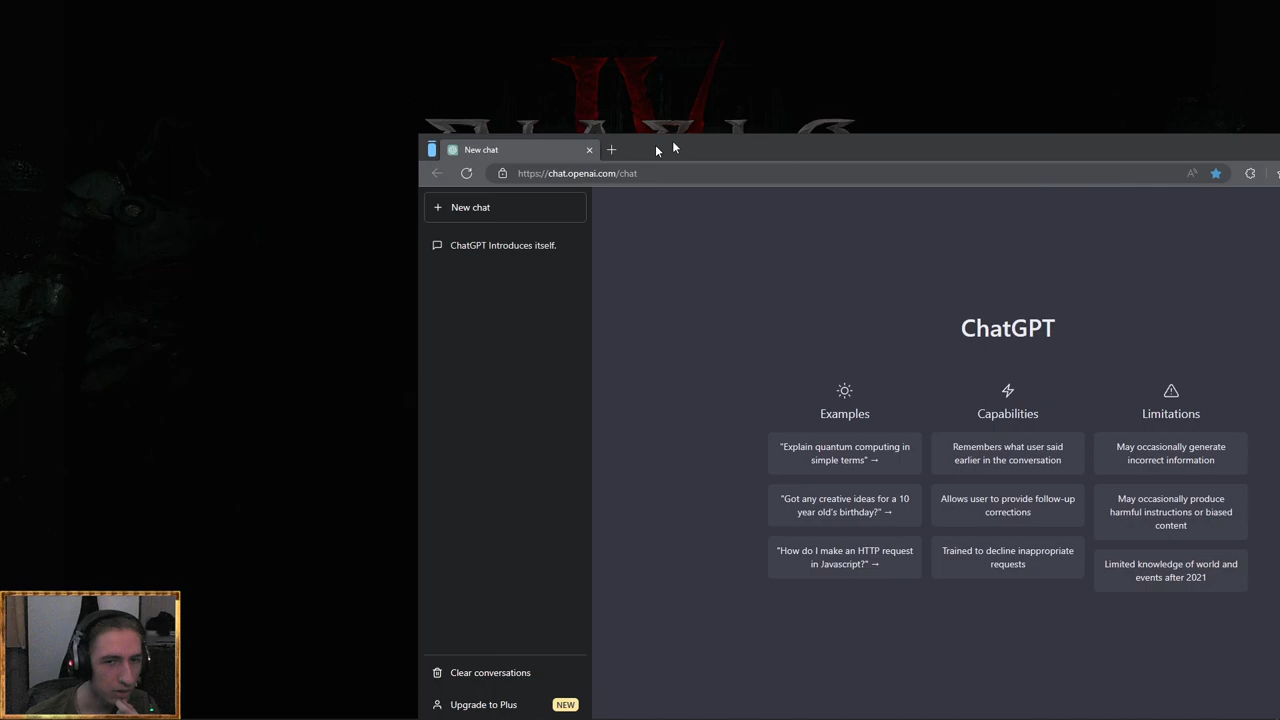 IV
New chat
https://chat.openai.com/chat
New chat
ChatGPT Introduces itself.
ChatGPT
Examples
Capabilities
Limitations
"Explain quantum computing in
simple terms" →
Remembers what user said
earlier in the conversation
May occasionally generate
incorrect information
"Got any creative ideas for a 10
year old's birthday?" →
Allows user to provide follow-up
corrections
May occasionally produce
harmful instructions or biased
content
"How do I make an HTTP request
in Javascript?" →
Trained to decline inappropriate
requests
Limited knowledge of world and
events after 2021
Clear conversations
Upgrade to Plus
NEW